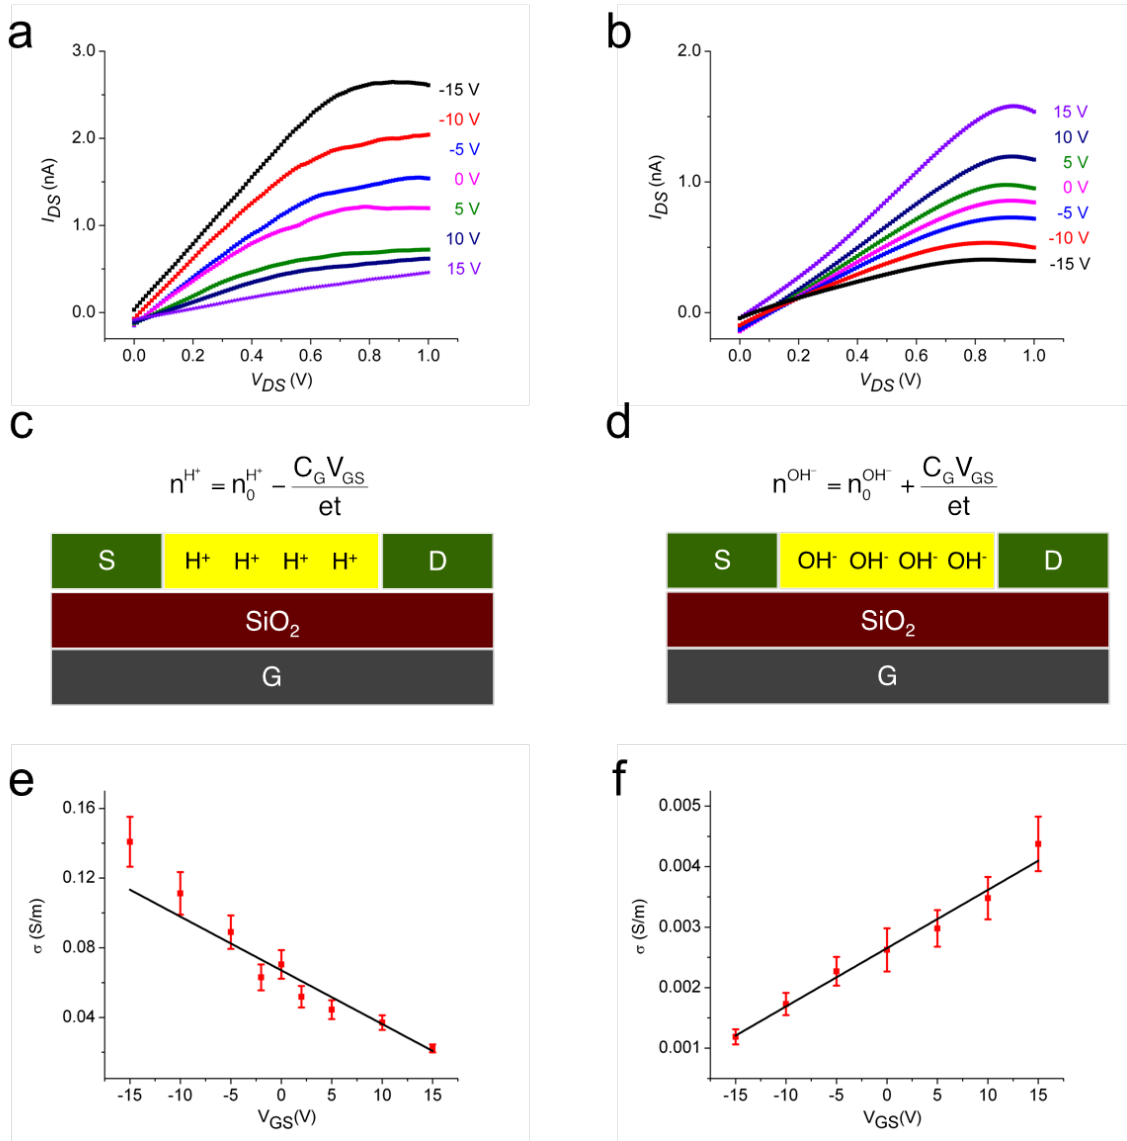 a
3.0
2.0
1.0
0.0
I_DS (nA)
-15 V
-10 V
-5 V
0 V
5 V
10 V
15 V
0.0 0.2 0.4 0.6 0.8 1.0
V_DS (V)
b
2.0
1.0
0.0
I_DS (nA)
15 V
10 V
5 V
0 V
-5 V
-10 V
-15 V
0.0 0.2 0.4 0.6 0.8 1.0
V_DS (V)
c
n^{H⁺} = n_0^{H⁺} − C_G V_GS / et
S H⁺ H⁺ H⁺ H⁺ D
SiO₂
G
d
n^{OH⁻} = n_0^{OH⁻} + C_G V_GS / et
S OH⁻ OH⁻ OH⁻ OH⁻ D
SiO₂
G
e
0.16
0.12
0.08
0.04
σ (S/m)
-15 -10 -5 0 5 10 15
V_GS(V)
f
0.005
0.004
0.003
0.002
0.001
σ (S/m)
-15 -10 -5 0 5 10 15
V_GS(V)